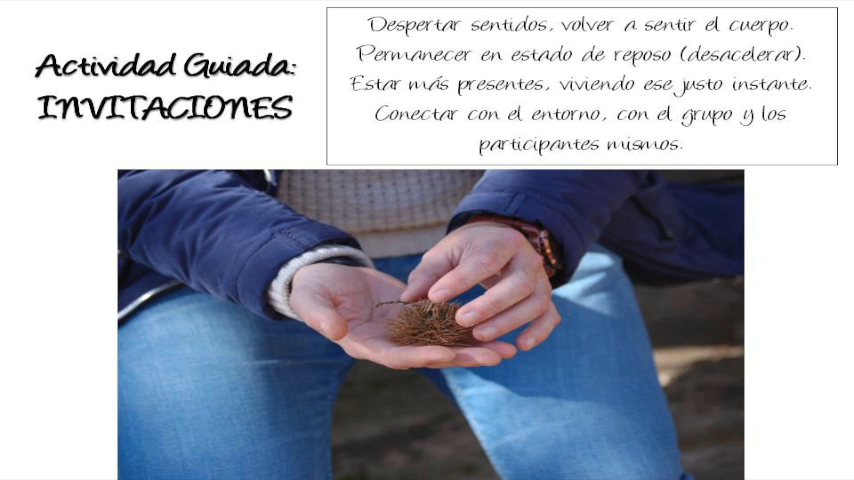 Actividad Guiada:
INVITACIONES
Despertar sentidos, volver a sentir el cuerpo.
Permanecer en estado de reposo (desacelerar).
Estar más presentes, viviendo ese justo instante.
Conectar con el entorno, con el grupo y los
participantes mismos.